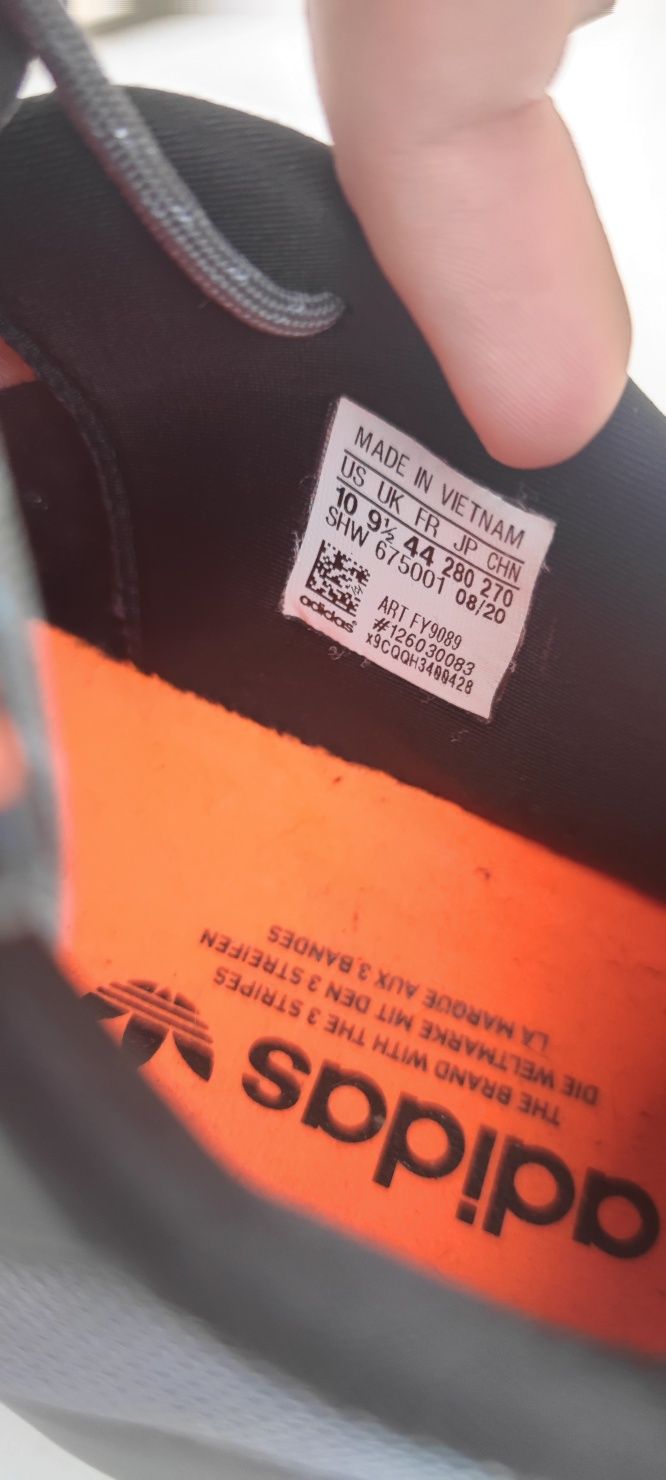 MADE IN VIETNAM
US UK FR JP CHN
10 9½ 44 280 270
SHW 675001 08/20
ART FY9089
#126030083
adidas
THE BRAND WITH THE 3 STRIPES
DIE WELTMARKE MIT DEN 3 STREIFEN
LA MARQUE AUX 3 BANDES
adidas